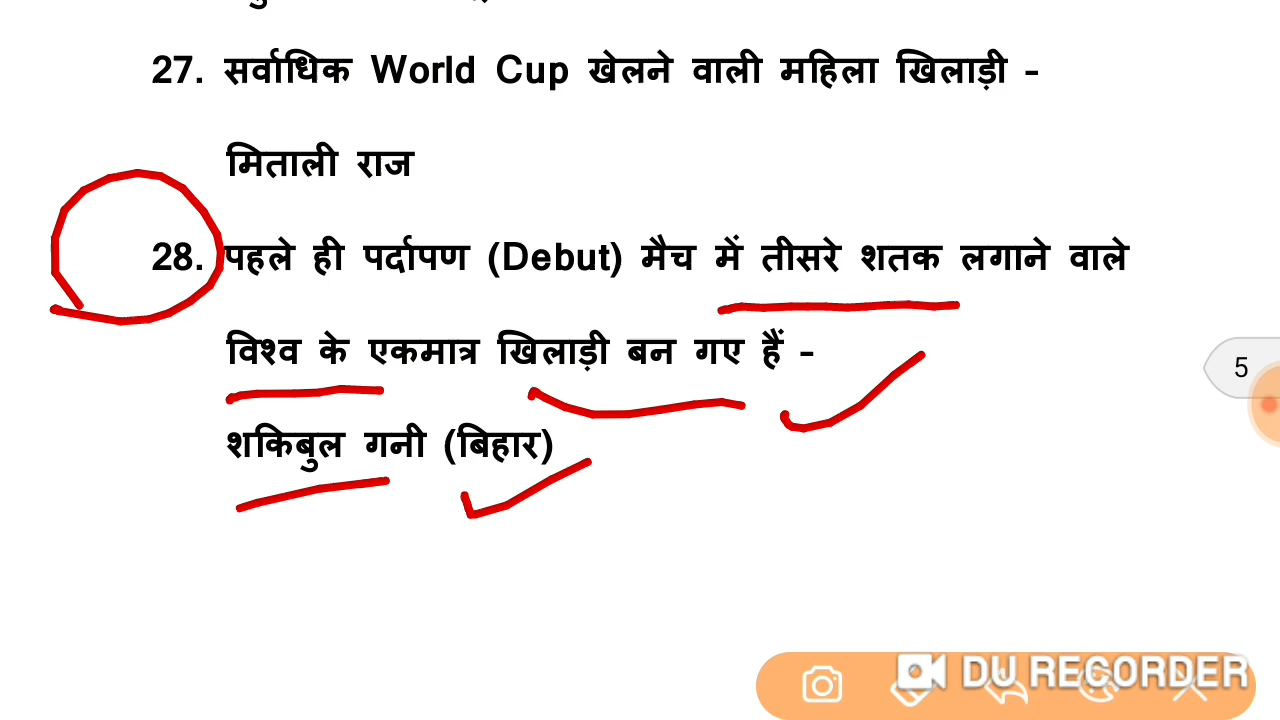 27. सर्वाधिक World Cup खेलने वाली महिला खिलाड़ी -
मिताली राज
28. पहले ही पर्दापण (Debut) मैच में तीसरे शतक लगाने वाले
विश्व के एकमात्र खिलाड़ी बन गए हैं -
5
शकिबुल गनी (बिहार)
DU RECORDER